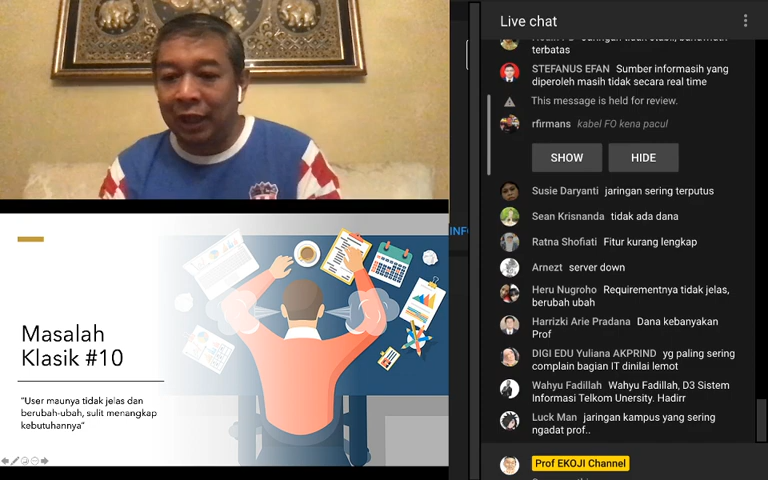 Live chat
terbatas
STEFANUS EFAN Sumber informasih yang
diperoleh masih tidak secara real time
This message is held for review.
rfirmans kabel FO kena pacul
SHOW
HIDE
Susie Daryanti jaringan sering terputus
Sean Krisnanda tidak ada dana
Ratna Shofiati Fitur kurang lengkap
Arnezt server down
Heru Nugroho Requirementnya tidak jelas,
berubah ubah
Harrizki Arie Pradana Dana kebanyakan
Prof
DIGI EDU Yuliana AKPRIND yg paling sering
complain bagian IT dinilai lemot
Wahyu Fadillah Wahyu Fadillah, D3 Sistem
Informasi Telkom Unersity. Hadirr
Luck Man jaringan kampus yang sering
ngadat prof..
Prof EKOJI Channel
Masalah
Klasik #10
"User maunya tidak jelas dan
berubah-ubah, sulit menangkap
kebutuhannya"